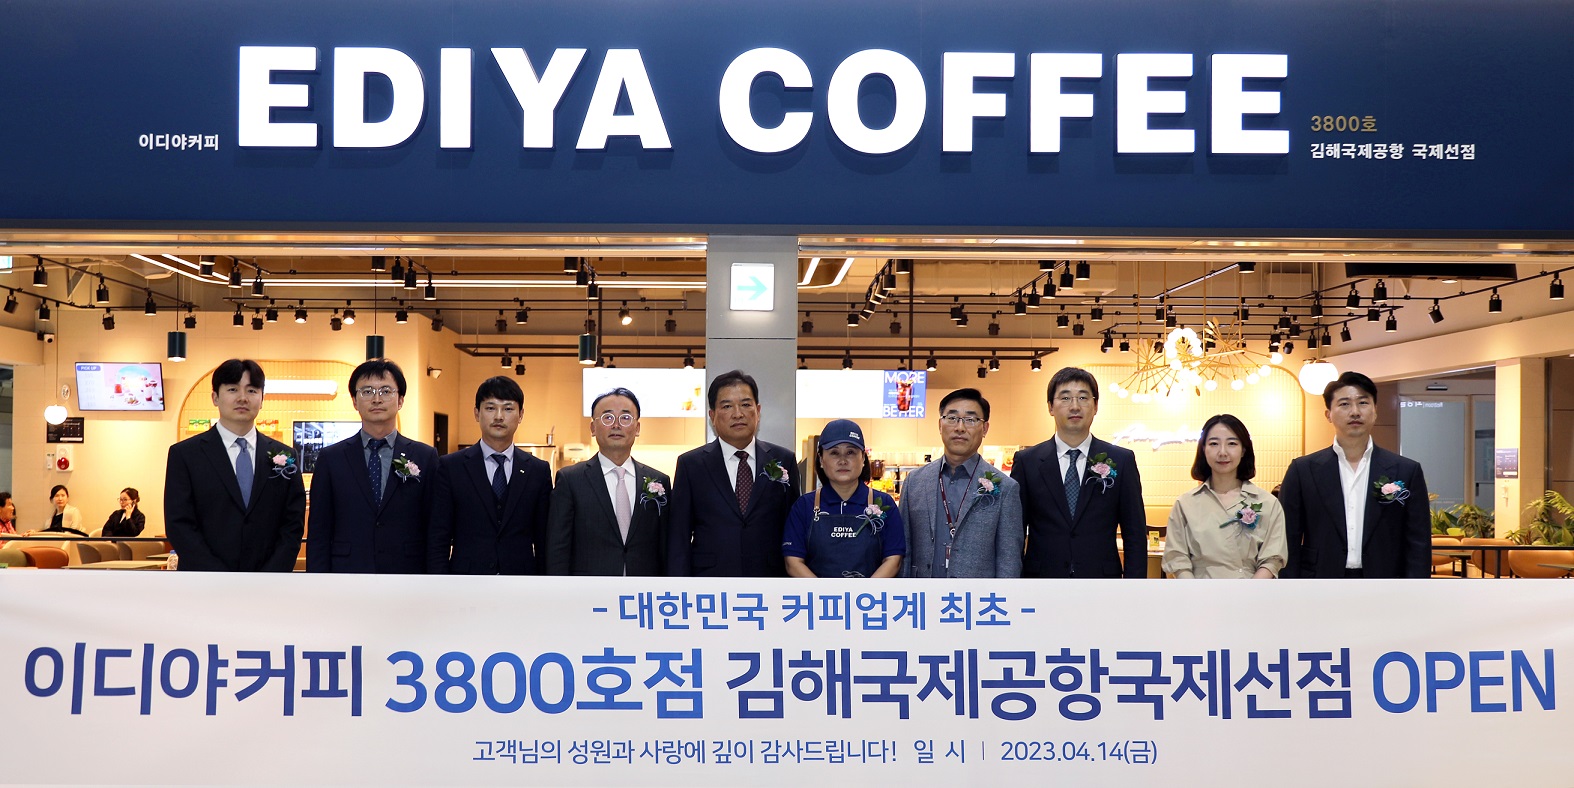 EDIYA COFFEE
이디야커피
3800호
김해국제공항 국제선점
PICK UP
MORE
BETTER
EDIYA
COFFEE
- 대한민국 커피업계 최초 -
이디야커피 3800호점 김해국제공항국제선점 OPEN
고객님의 성원과 사랑에 깊이 감사드립니다! 일 시 | 2023.04.14(금)